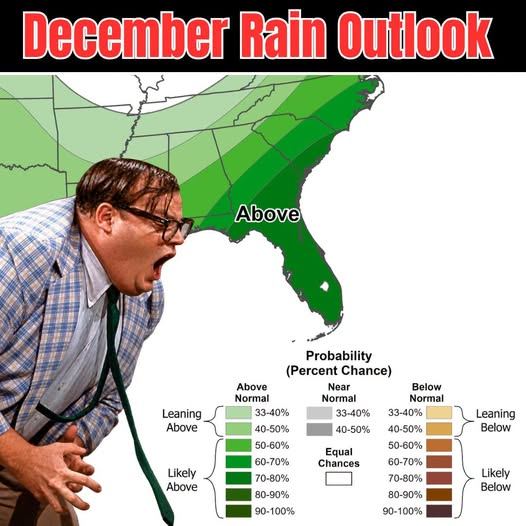 December Rain Outlook
Above
Probability
(Percent Chance)
Above
Normal
Near
Normal
Below
Normal
Leaning
Above
33-40%
40-50%
33-40%
40-50%
33-40%
40-50%
Leaning
Below
Likely
Above
50-60%
60-70%
70-80%
80-90%
90-100%
Equal
Chances
50-60%
60-70%
70-80%
80-90%
90-100%
Likely
Below